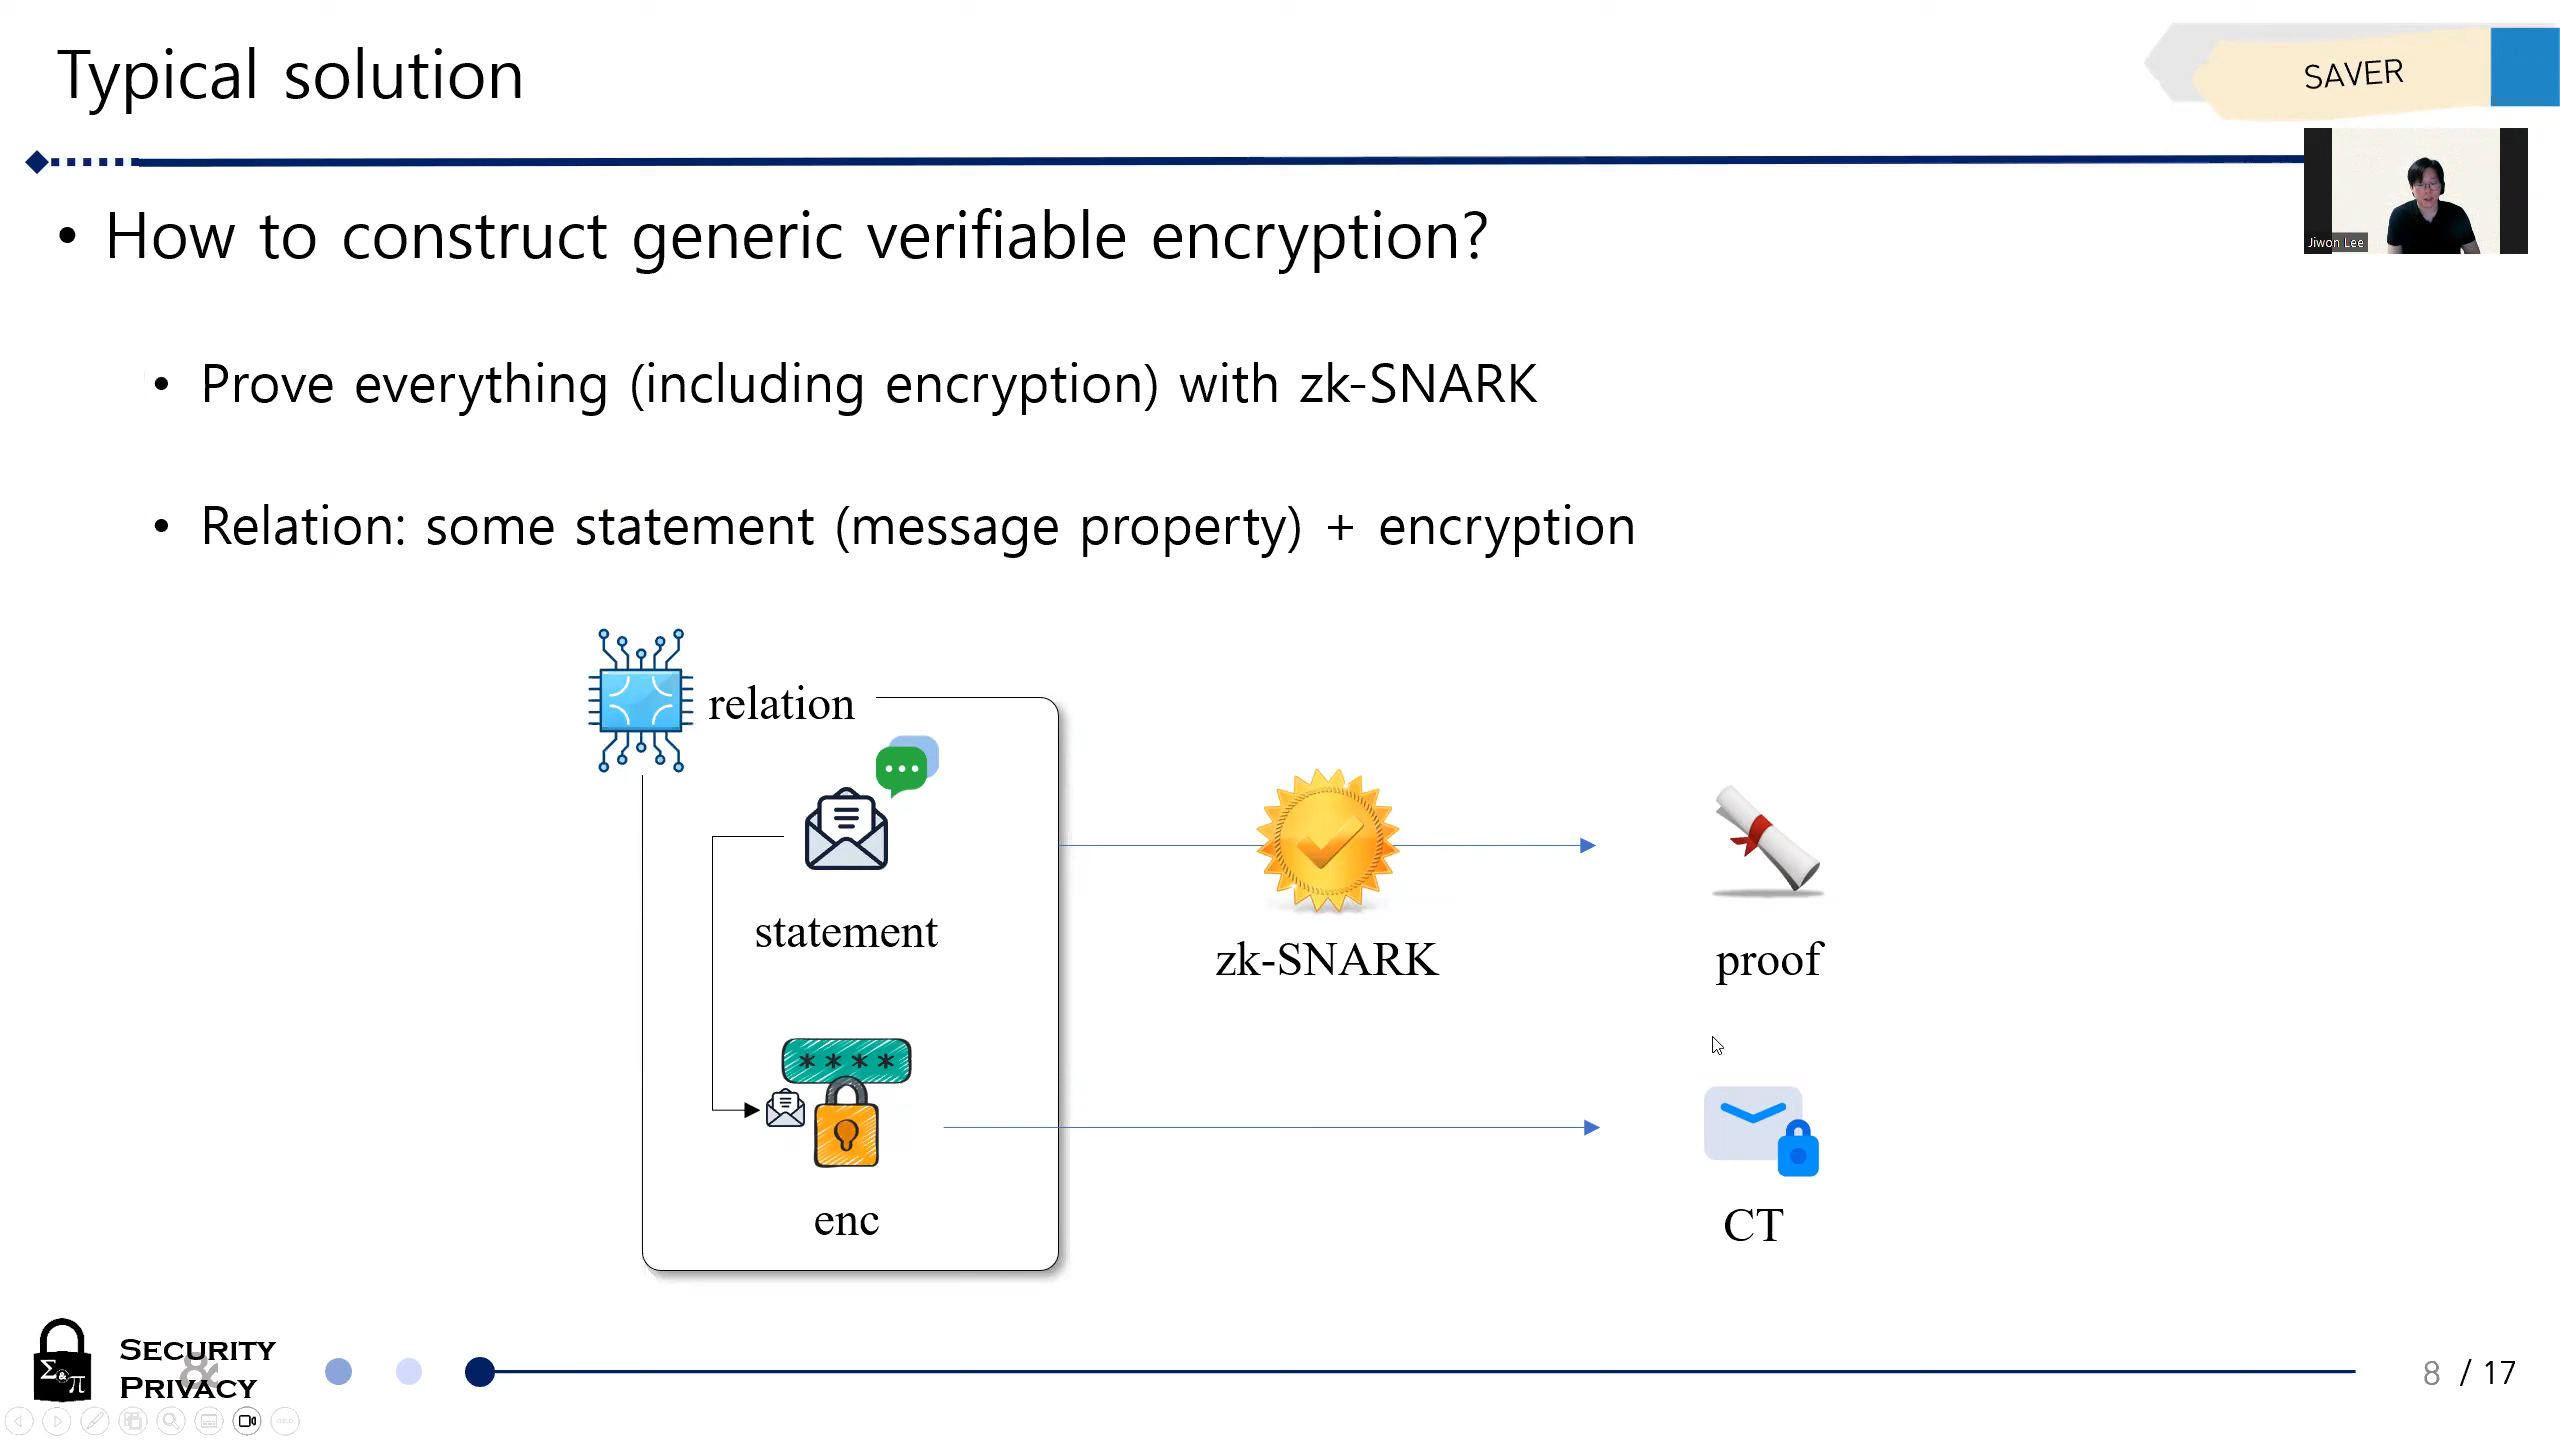 Typical solution
SAVER
Jiwon Lee
• How to construct generic verifiable encryption?
• Prove everything (including encryption) with zk-SNARK
• Relation: some statement (message property) + encryption
relation
statement
zk-SNARK
proof
* * * *
enc
CT
Σ&π
SECURITY
&
PRIVACY
8 / 17